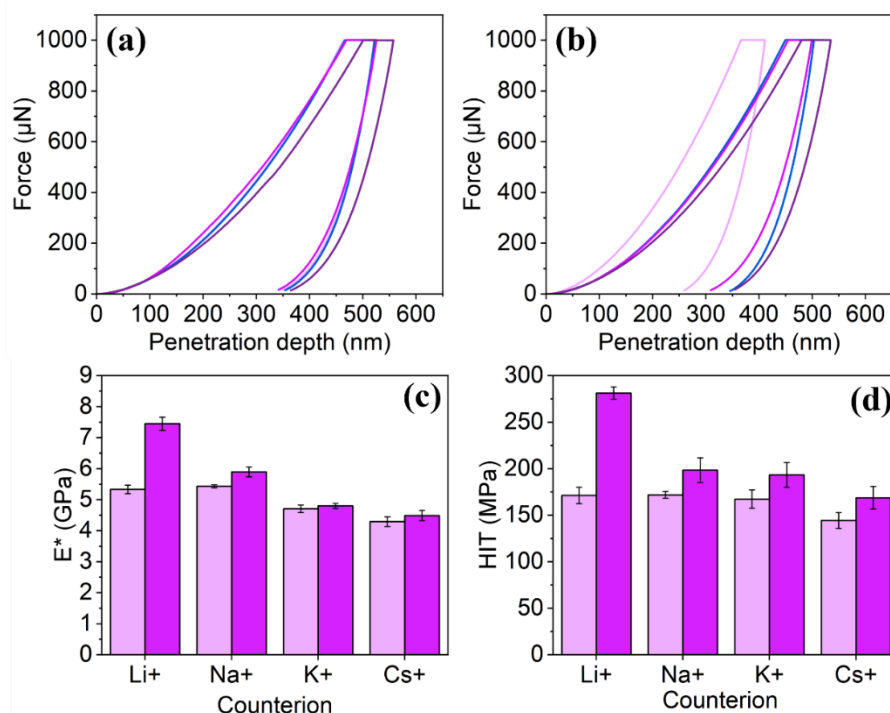 (a)
Force (µN)
1000
800
600
400
200
0
0 100 200 300 400 500 600
Penetration depth (nm)
(b)
Force (µN)
1000
800
600
400
200
0
0 100 200 300 400 500 600
Penetration depth (nm)
(c)
E* (GPa)
9
8
7
6
5
4
3
2
1
0
Li+ Na+ K+ Cs+
Counterion
(d)
HIT (MPa)
300
250
200
150
100
50
0
Li+ Na+ K+ Cs+
Counterion